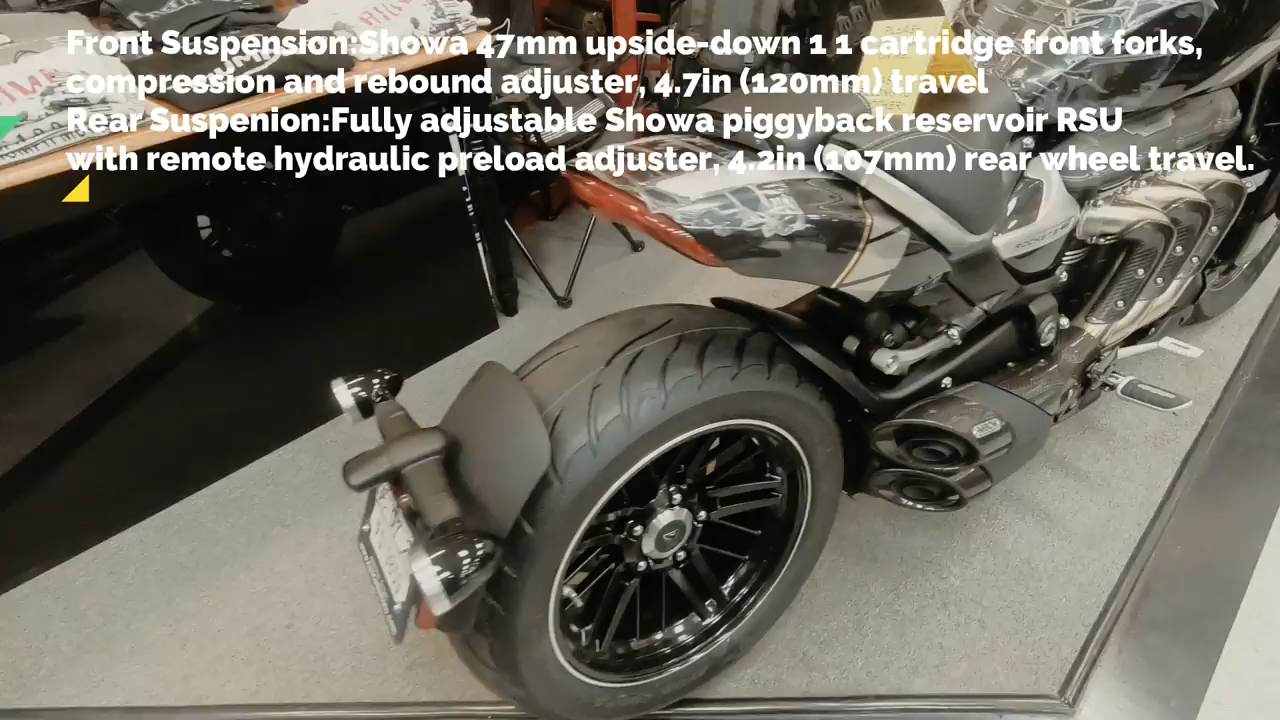 Front Suspension:Showa 47mm upside-down 1 1 cartridge front forks,
compression and rebound adjuster, 4.7in (120mm) travel
Rear Suspenion:Fully adjustable Showa piggyback reservoir RSU
with remote hydraulic preload adjuster, 4.2in (107mm) rear wheel travel.